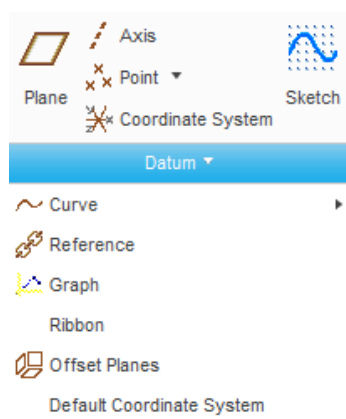 Plane
Axis
Point
Coordinate System
Sketch
Datum
Curve
Reference
Graph
Ribbon
Offset Planes
Default Coordinate System